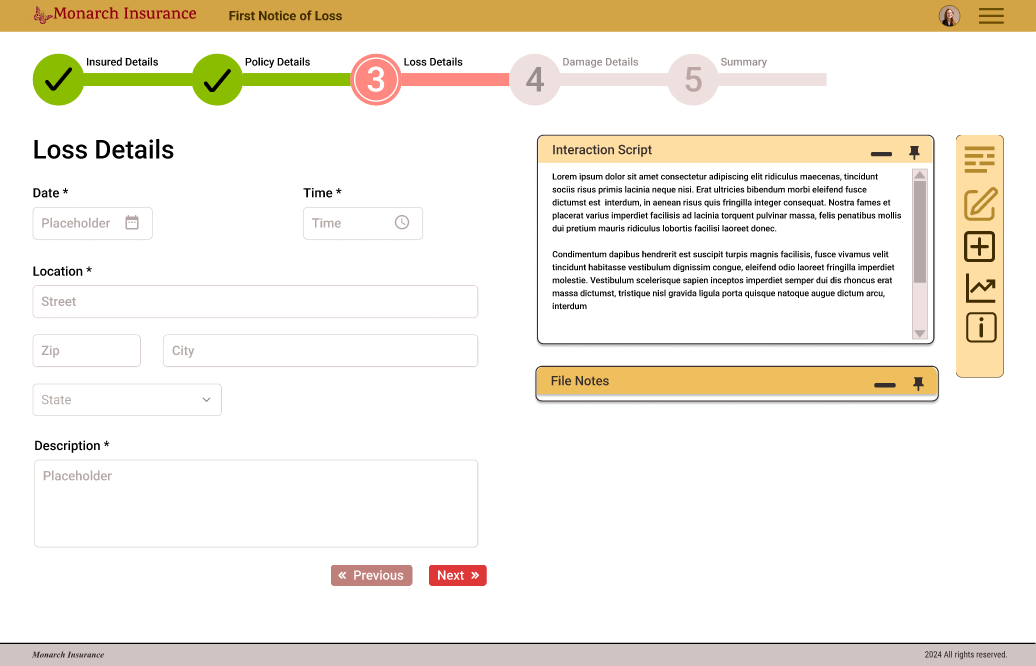 Monarch Insurance
First Notice of Loss
Insured Details
Policy Details
3
Loss Details
4
Damage Details
5
Summary
Loss Details
Date *
Time *
Placeholder
Time
Location *
Street
Zip
City
State
Description *
Placeholder
« Previous
Next »
Interaction Script
Lorem ipsum dolor sit amet consectetur adipiscing elit ridiculus maecenas, tincidunt
sociis risus primis lacinia neque nisi. Erat ultricies bibendum morbi eleifend fusce
dictumst est interdum, in aenean risus quis fringilla integer consequat. Nostra fames et
placerat varius imperdiet facilisis ad lacinia torquent pulvinar massa, felis penatibus mollis
dui pretium mauris ridiculus lobortis facilisi laoreet donec.
Condimentum dapibus hendrerit est suscipit turpis magnis facilisis, fusce vivamus velit
tincidunt habitasse vestibulum dignissim congue, eleifend odio laoreet fringilla imperdiet
molestie. Vestibulum scelerisque sapien inceptos imperdiet semper dui dis rhoncus erat
massa dictumst, tristique nisl gravida ligula porta quisque natoque augue dictum arcu,
interdum
File Notes
Monarch Insurance
2024 All rights reserved.